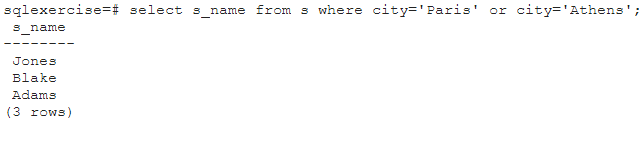 sqlexercise=# select s_name from s where city='Paris' or city='Athens';
s_name
--------
Jones
Blake
Adams
(3 rows)